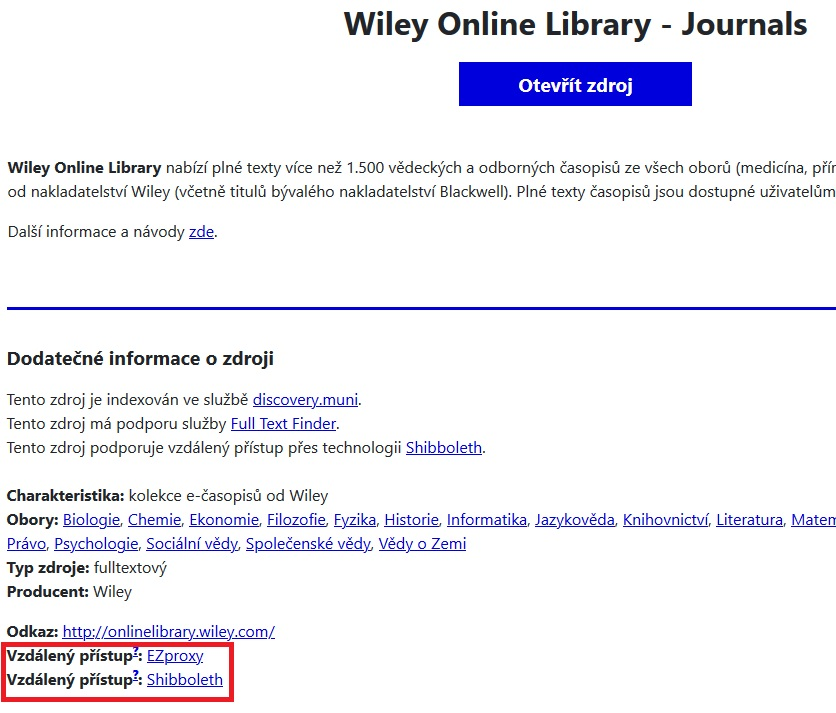 Wiley Online Library - Journals
Otevřít zdroj
Wiley Online Library nabízí plné texty více než 1.500 vědeckých a odborných časopisů ze všech oborů (medicína,
od nakladatelství Wiley (včetně titulů bývalého nakladatelství Blackwell). Plné texty časopisů jsou dostupné uživatelům
Další informace a návody zde.
Dodatečné informace o zdroji
Tento zdroj je indexován ve službě discovery.muni.
Tento zdroj má podporu služby Full Text Finder.
Tento zdroj podporuje vzdálený přístup přes technologii Shibboleth.
Charakteristika: kolekce e-časopisů od Wiley
Obory: Biologie, Chemie, Ekonomie, Filozofie, Fyzika, Historie, Informatika, Jazykověda, Knihovnictví, Literatura,
Právo, Psychologie, Sociální vědy, Společenské vědy, Vědy o Zemi
Typ zdroje: fulltextový
Producent: Wiley
Odkaz: http://onlinelibrary.wiley.com/
Vzdálený přístup?: EZproxy
Vzdálený přístup?: Shibboleth